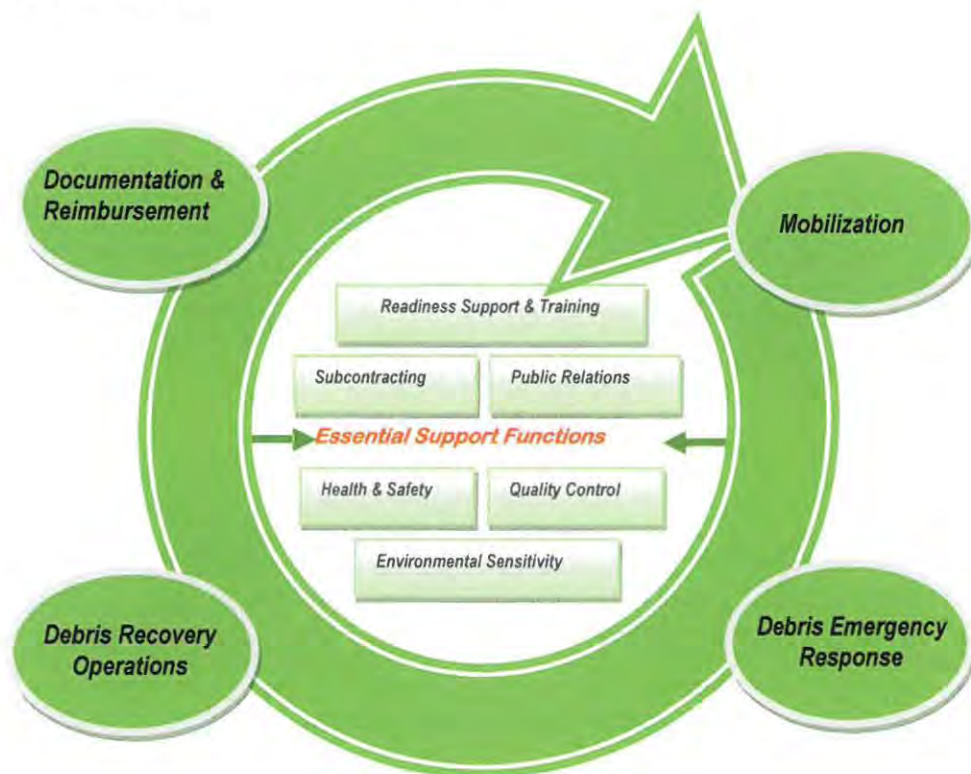 Documentation &
Reimbursement
Mobilization
Readiness Support & Training
Subcontracting
Public Relations
Essential Support Functions
Health & Safety
Quality Control
Environmental Sensitivity
Debris Recovery
Operations
Debris Emergency
Response